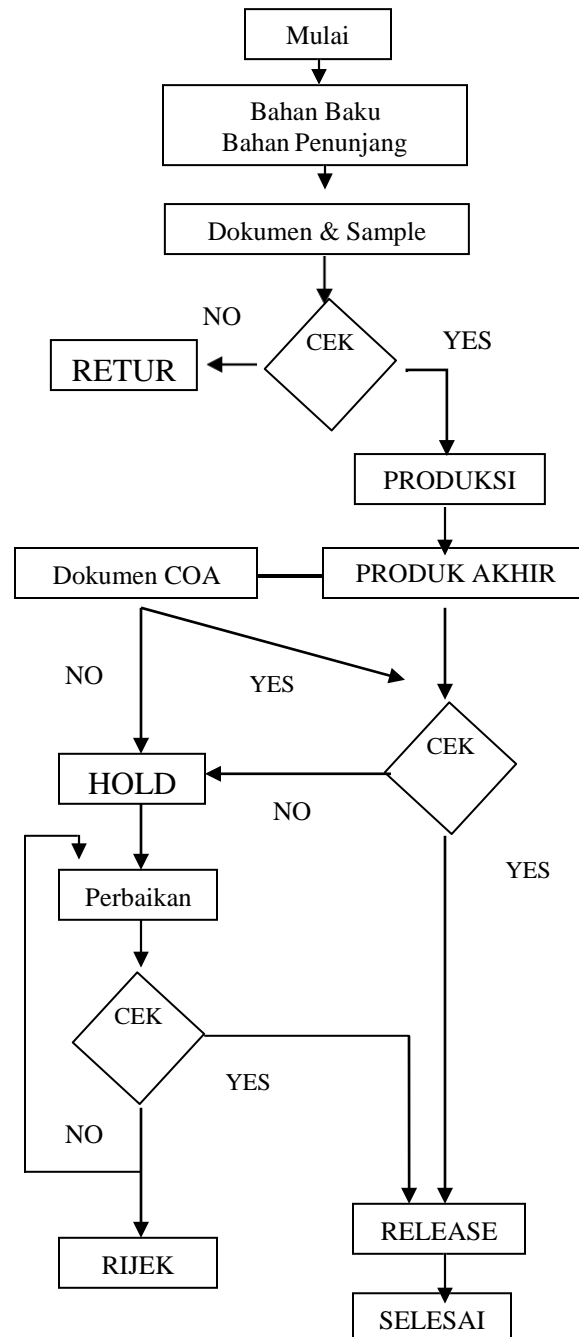 Mulai
Bahan Baku
Bahan Penunjang
Dokumen & Sample
NO
CEK
YES
RETUR
PRODUKSI
Dokumen COA
PRODUK AKHIR
NO
YES
CEK
HOLD
NO
YES
Perbaikan
CEK
YES
NO
RELEASE
RIJEK
SELESAI